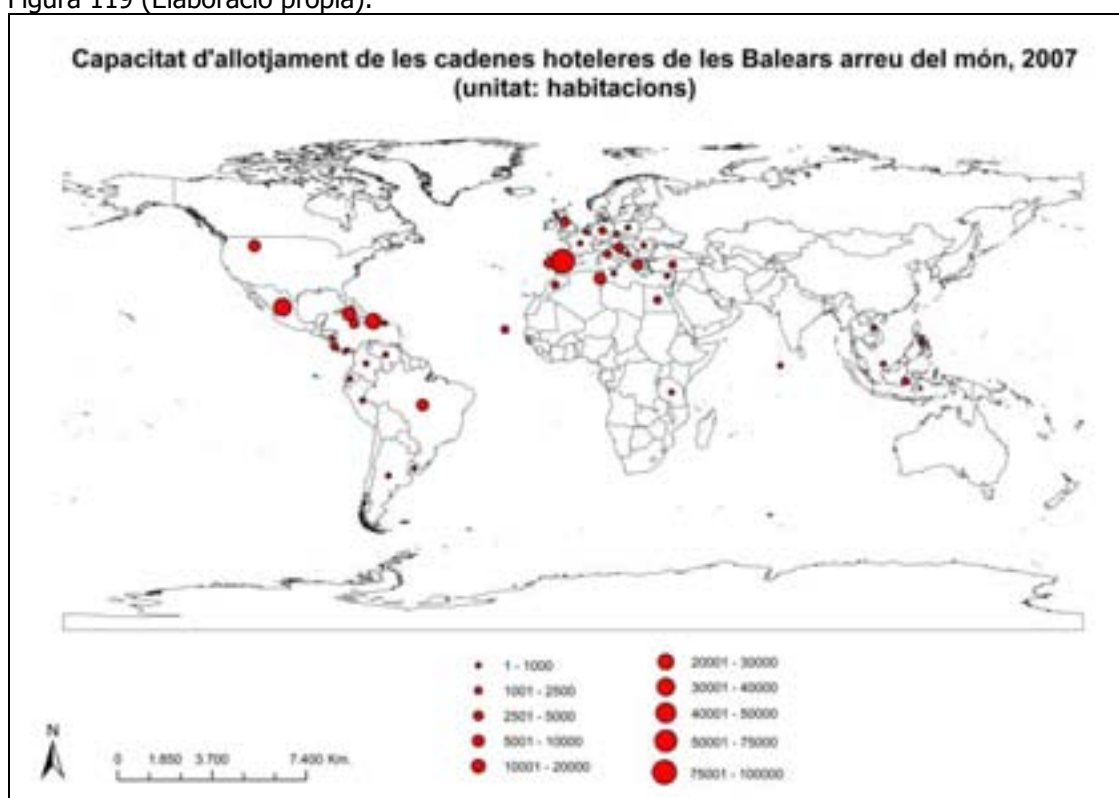 Figura 119 (Elaboració pròpia).
Capacitat d'allotjament de les cadenes hoteleres de les Balears arreu del món, 2007
(unitat: habitacions)
1 - 1000
1001 - 2500
2501 - 5000
5001 - 10000
10001 - 20000
20001 - 30000
30001 - 40000
40001 - 50000
50001 - 75000
75001 - 100000
N
0 1.850 3.700 7.400 Km.